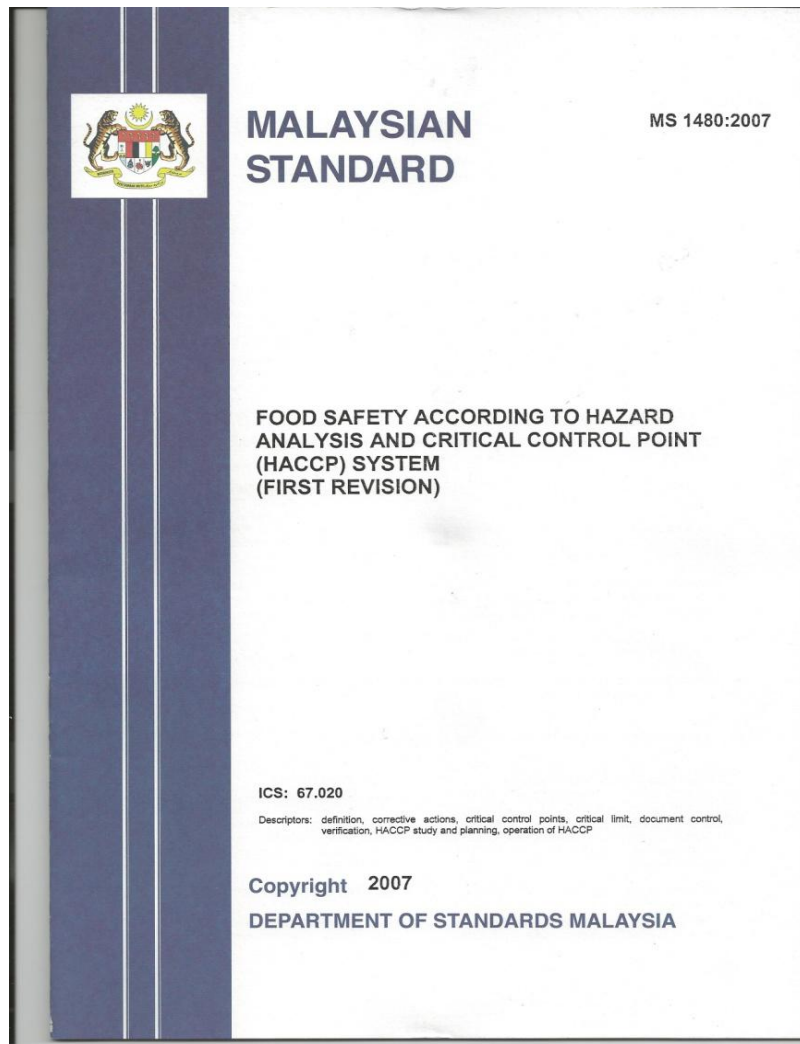 MALAYSIAN
STANDARD
MS 1480:2007
FOOD SAFETY ACCORDING TO HAZARD
ANALYSIS AND CRITICAL CONTROL POINT
(HACCP) SYSTEM
(FIRST REVISION)
ICS: 67.020
Descriptors: definition, corrective actions, critical control points, critical limit, document control,
verification, HACCP study and planning, operation of HACCP
Copyright 2007
DEPARTMENT OF STANDARDS MALAYSIA